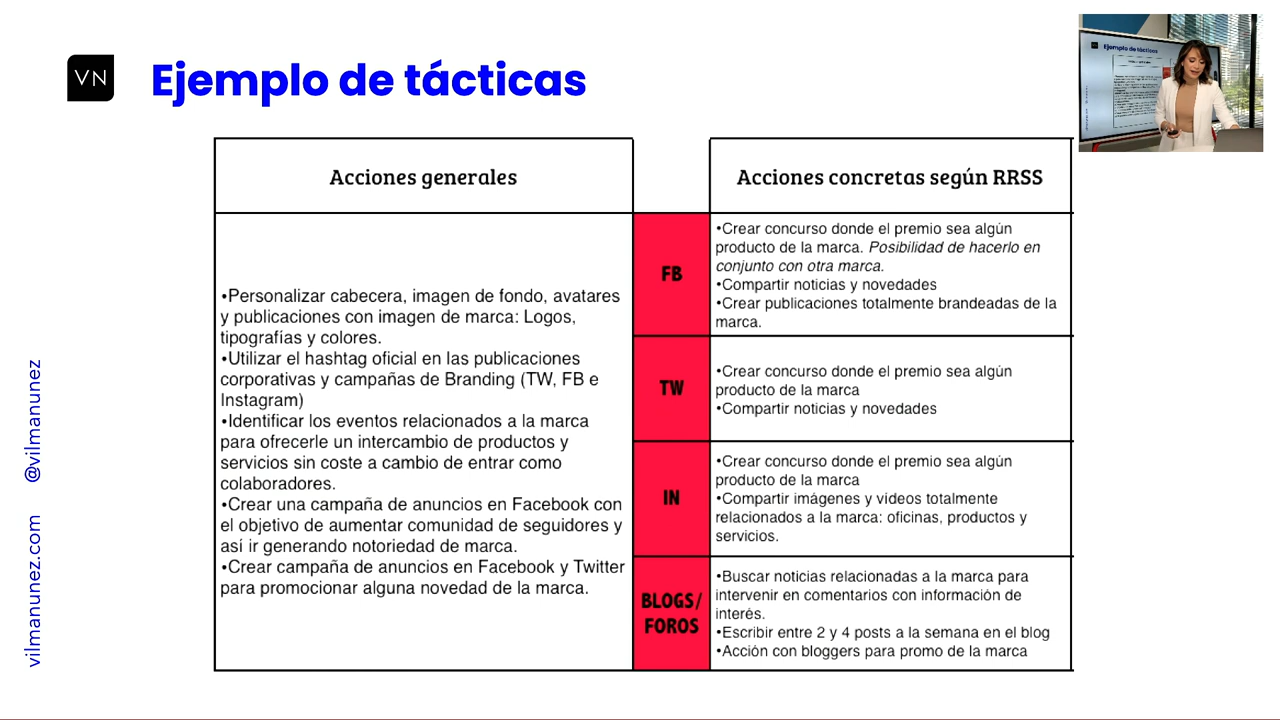 VN
Ejemplo de tácticas
Ejemplo de tácticas
Acciones generales
Acciones concretas según RRSS
•Personalizar cabecera, imagen de fondo, avatares
y publicaciones con imagen de marca: Logos,
tipografías y colores.
•Utilizar el hashtag oficial en las publicaciones
corporativas y campañas de Branding (TW, FB e
Instagram)
•Identificar los eventos relacionados a la marca
para ofrecerle un intercambio de productos y
servicios sin coste a cambio de entrar como
colaboradores.
•Crear una campaña de anuncios en Facebook con
el objetivo de aumentar comunidad de seguidores y
así ir generando notoriedad de marca.
•Crear campaña de anuncios en Facebook y Twitter
para promocionar alguna novedad de la marca.
FB
•Crear concurso donde el premio sea algún
producto de la marca. Posibilidad de hacerlo en
conjunto con otra marca.
•Compartir noticias y novedades
•Crear publicaciones totalmente brandeadas de la
marca.
TW
•Crear concurso donde el premio sea algún
producto de la marca
•Compartir noticias y novedades
IN
•Crear concurso donde el premio sea algún
producto de la marca
•Compartir imágenes y videos totalmente
relacionados a la marca: oficinas, productos y
servicios.
BLOGS/
FOROS
•Buscar noticias relacionadas a la marca para
intervenir en comentarios con información de
interés.
•Escribir entre 2 y 4 posts a la semana en el blog
•Acción con bloggers para promo de la marca
vilmanunez.com @vilmanunez